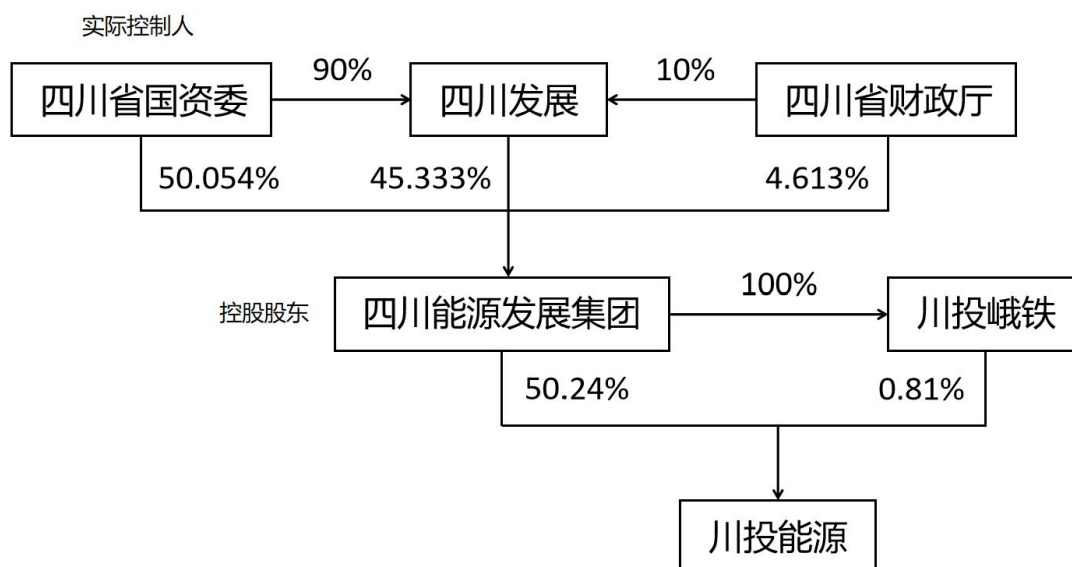 实际控制人
90%
10%
四川省国资委
四川发展
四川省财政厅
50.054%
45.333%
4.613%
控股股东
四川能源发展集团
100%
川投峨铁
50.24%
0.81%
川投能源